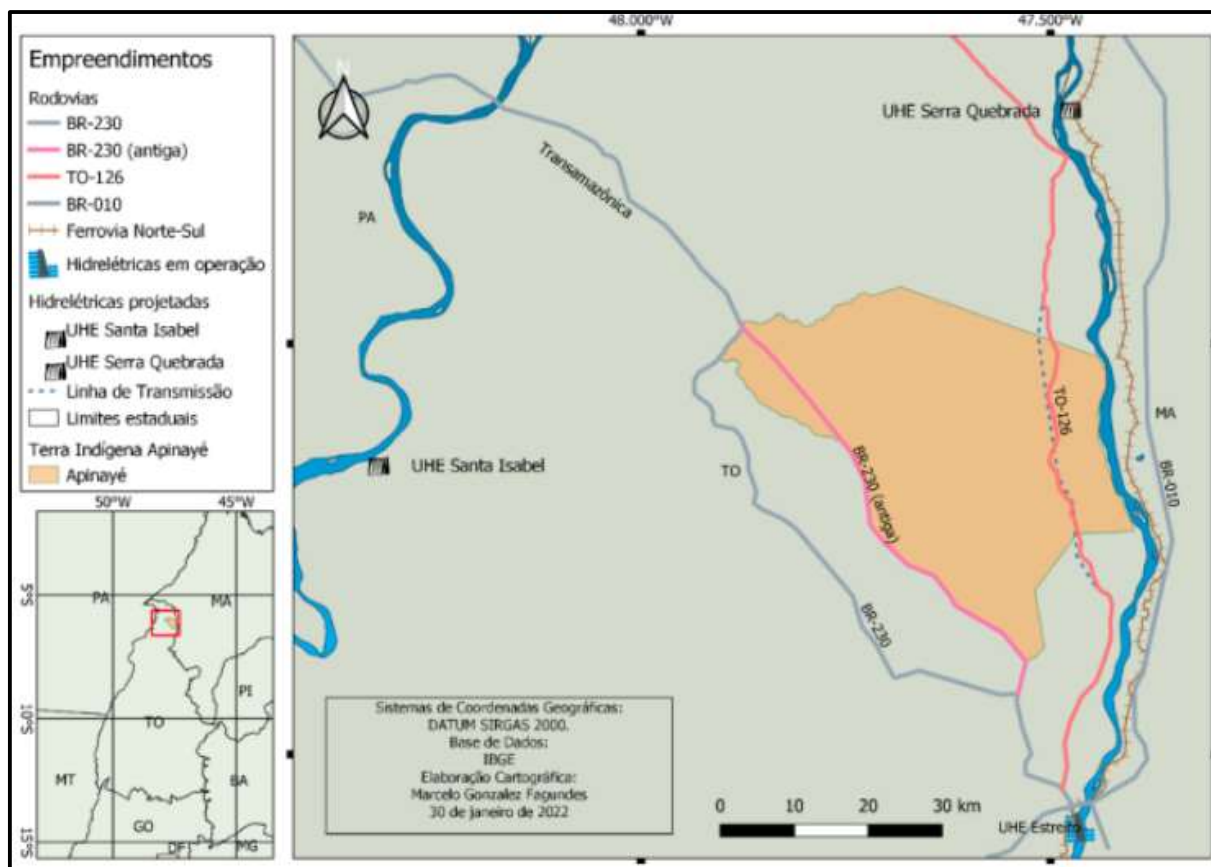 48.000°W
47.500°W
Empreendimentos
Rodovias
BR-230
BR-230 (antiga)
TO-126
BR-010
Ferrovia Norte-Sul
Hidrelétricas em operação
Hidrelétricas projetadas
UHE Santa Isabel
UHE Serra Quebrada
Linha de Transmissão
Limites estaduais
Terra Indígena Apinayé
Apinayé
50°W
45°W
5°S
10°S
15°S
PA
MA
PI
TO
MT
BA
GO
DF
MG
N
UHE Serra Quebrada
Transamazônica
PA
TO-126
MA
BR-010
UHE Santa Isabel
TO
BR-230 (antiga)
BR-230
Sistemas de Coordenadas Geográficas:
DATUM SIRGAS 2000.
Base de Dados:
IBGE
Elaboração Cartográfica:
Marcelo Gonzalez Fagundes
30 de janeiro de 2022
0 10 20 30 km
UHE Estreito